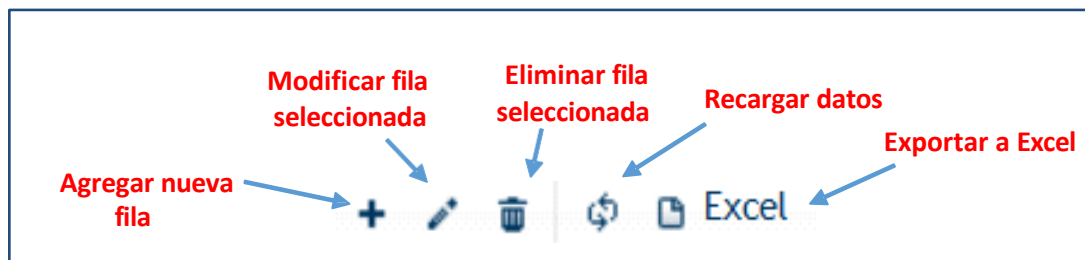 Modificar fila
seleccionada
Eliminar fila
seleccionada
Recargar datos
Exportar a Excel
Agregar nueva
fila
Excel